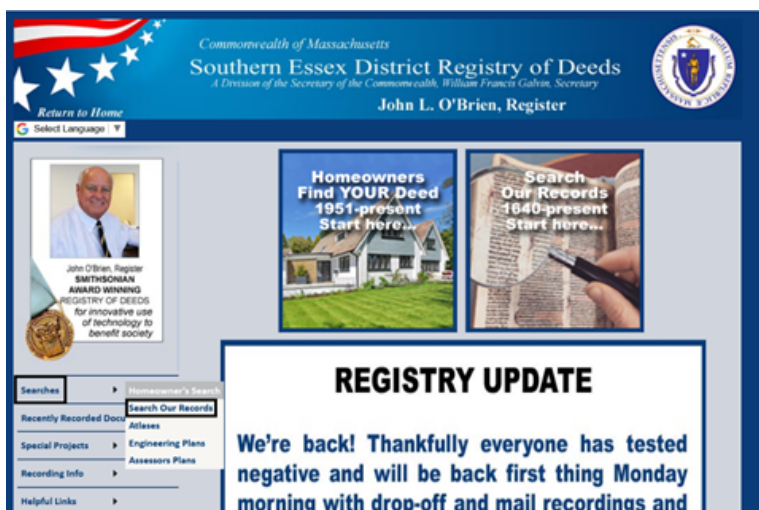 Commonwealth of Massachusetts
Southern Essex District Registry of Deeds
A Division of the Secretary of the Commonwealth, William Francis Galvin, Secretary
John L. O'Brien, Register
Return to Home
Select Language ▼
John O'Brien, Register
SMITHSONIAN
AWARD WINNING
REGISTRY OF DEEDS
for innovative use
of technology to
benefit society
Homeowners
Find YOUR Deed
1951-present
Start here...
Search
Our Records
1640-present
Start here...
Searches
Recently Recorded Docu
Special Projects
Recording Info
Helpful Links
Homeowner's Search
Search Our Records
Atlases
Engineering Plans
Assessors Plans
REGISTRY UPDATE
We're back! Thankfully everyone has tested
negative and will be back first thing Monday
morning with drop-off and mail recordings and